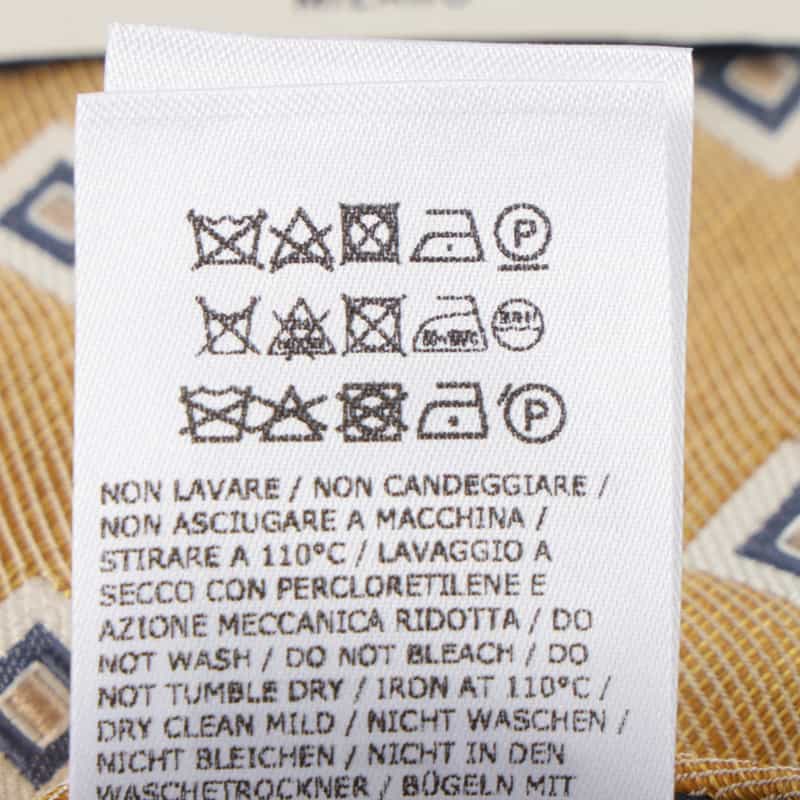 P
P
NON LAVARE / NON CANDEGGIARE /
NON ASCIUGARE A MACCHINA /
STIRARE A 110°C / LAVAGGIO A
SECCO CON PERCLORETILENE E
AZIONE MECCANICA RIDOTTA / DO
NOT WASH / DO NOT BLEACH / DO
NOT TUMBLE DRY / IRON AT 110°C /
DRY CLEAN MILD / NICHT WASCHEN /
NICHT BLEICHEN / NICHT IN DEN
WASCHETROCKNER / BÜGELN MIT